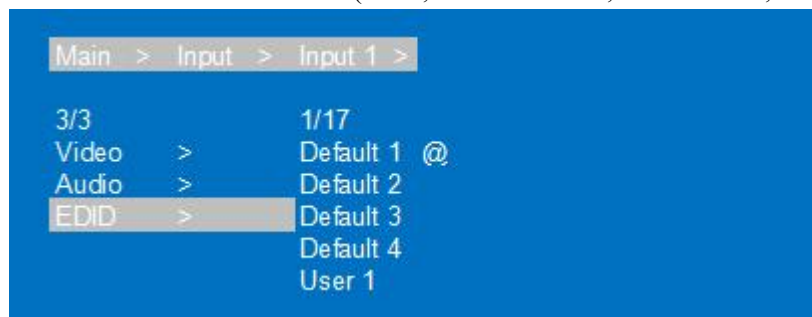 Main > Input > Input 1 >
3/3 1/17
Video > Default 1 @
Audio > Default 2
EDID > Default 3
Default 4
User 1